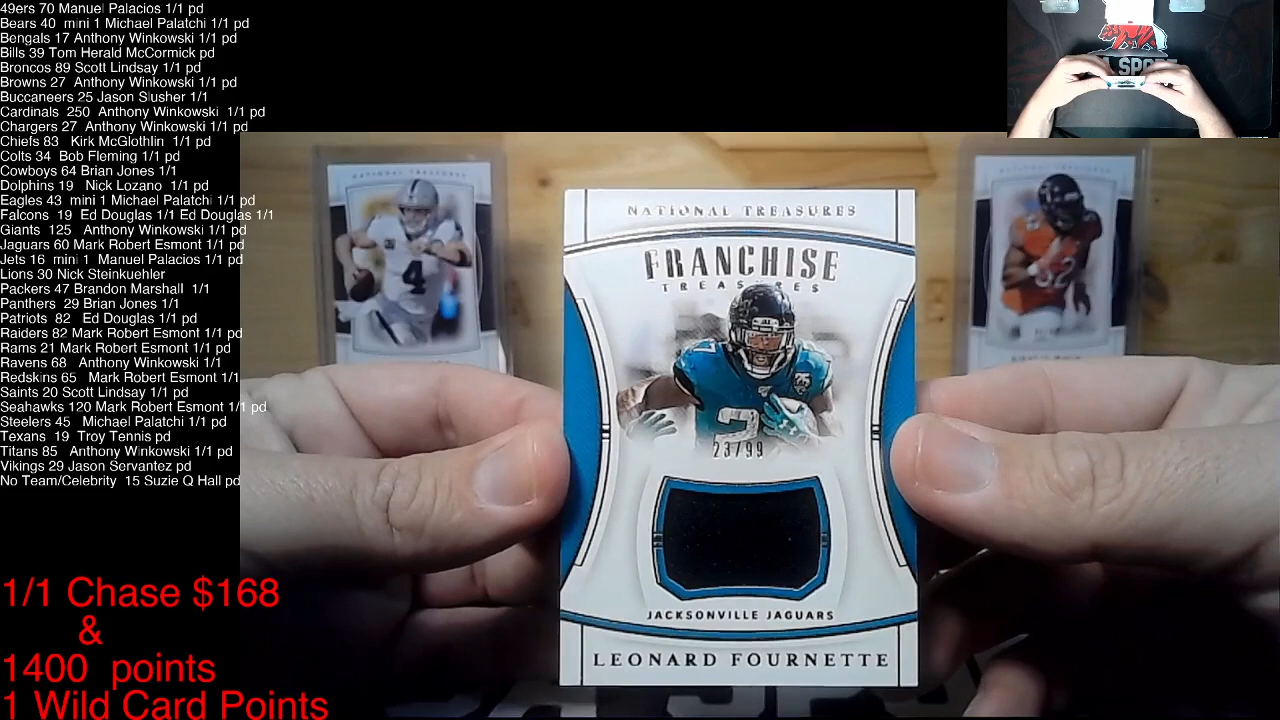 49ers 70 Manuel Palacios 1/1 pd
Bears 40 mini 1 Michael Palatchi 1/1 pd
Bengals 17 Anthony Winkowski 1/1 pd
Bills 39 Tom Herald McCormick pd
Broncos 89 Scott Lindsay 1/1 pd
Browns 27 Anthony Winkowski 1/1 pd
Buccaneers 25 Jason Slusher 1/1
Cardinals 250 Anthony Winkowski 1/1 pd
Chargers 27 Anthony Winkowski 1/1 pd
Chiefs 83 Kirk McGlothlin 1/1 pd
Colts 34 Bob Fleming 1/1 pd
Cowboys 64 Brian Jones 1/1
Dolphins 19 Nick Lozano 1/1 pd
Eagles 43 mini 1 Michael Palatchi 1/1 pd
Falcons 19 Ed Douglas 1/1 Ed Douglas 1/1
Giants 125 Anthony Winkowski 1/1 pd
Jaguars 60 Mark Robert Esmont 1/1 pd
Jets 16 mini 1 Manuel Palacios 1/1 pd
Lions 30 Nick Steinkuehler
Packers 47 Brandon Marshall 1/1
Panthers 29 Brian Jones 1/1
Patriots 82 Ed Douglas 1/1 pd
Raiders 82 Mark Robert Esmont 1/1 pd
Rams 21 Mark Robert Esmont 1/1 pd
Ravens 68 Anthony Winkowski 1/1
Redskins 65 Mark Robert Esmont 1/1
Saints 20 Scott Lindsay 1/1 pd
Seahawks 120 Mark Robert Esmont 1/1 pd
Steelers 45 Michael Palatchi 1/1 pd
Texans 19 Troy Tennis pd
Titans 85 Anthony Winkowski 1/1 pd
Vikings 29 Jason Servantez pd
No Team/Celebrity 15 Suzie Q Hall pd
1/1 Chase $168
&
1400 points
1 Wild Card Points
NATIONAL TREASURES
4
NATIONAL TREASURES
FRANCHISE
TREASURES
23/99
JACKSONVILLE JAGUARS
LEONARD FOURNETTE